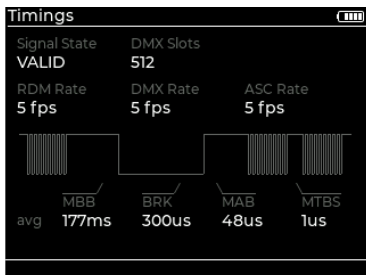 Timings
Signal State DMX Slots
VALID 512
RDM Rate DMX Rate ASC Rate
5 fps 5 fps 5 fps
MBB BRK MAB MTBS
avg 177ms 300us 48us 1us